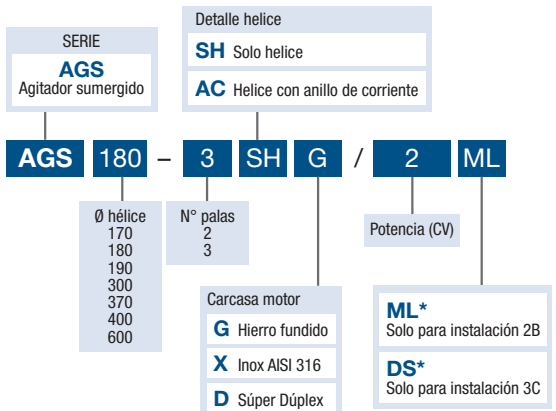 SERIE
AGS
Agitador sumergido
Detalle helice
SH Solo helice
AC Helice con anillo de corriente
AGS 180 – 3 SH G / 2 ML
Ø hélice
170
180
190
300
370
400
600
N° palas
2
3
Potencia (CV)
Carcasa motor
G Hierro fundido
X Inox AISI 316
D Súper Dúplex
ML*
Solo para instalación 2B
DS*
Solo para instalación 3C